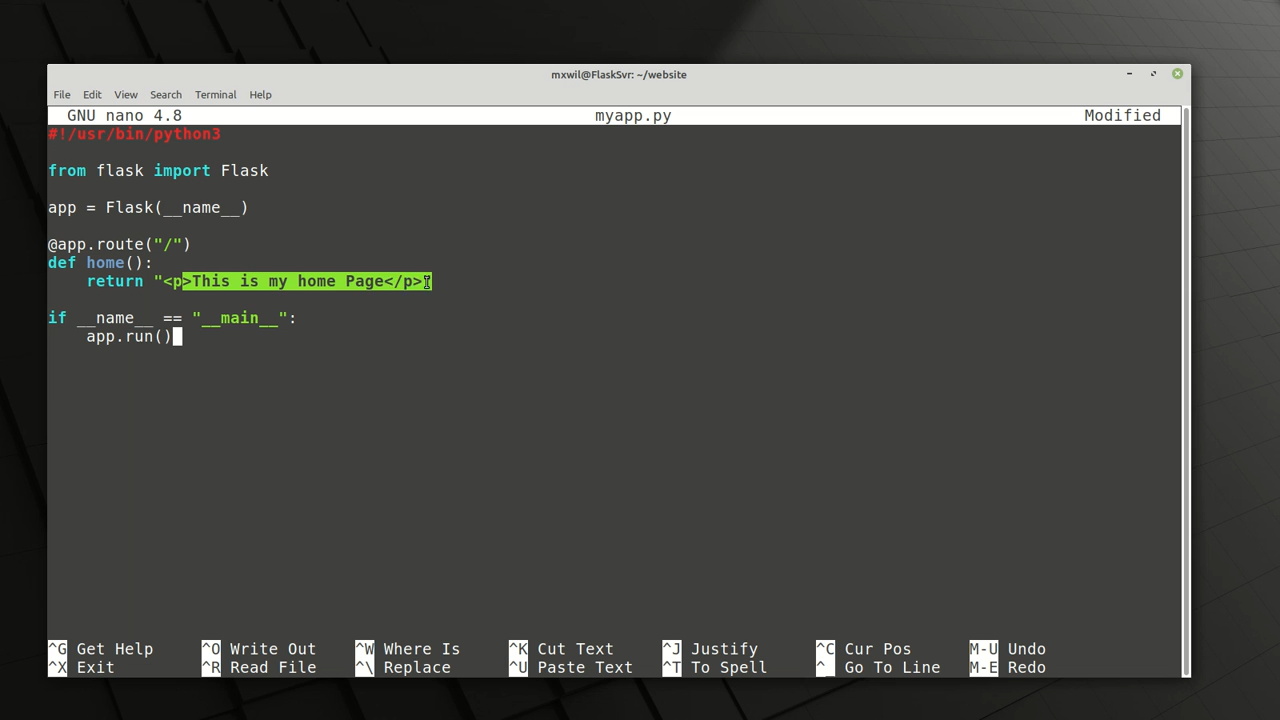 mxwil@FlaskSvr: ~/website
File Edit View Search Terminal Help
GNU nano 4.8 myapp.py Modified
#!/usr/bin/python3
from flask import Flask
app = Flask(__name__)
@app.route("/")
def home():
    return "<p>This is my home Page</p>"
if __name__ == "__main__":
    app.run()
^G Get Help ^O Write Out ^W Where Is ^K Cut Text ^J Justify ^C Cur Pos M-U Undo
^X Exit ^R Read File ^\ Replace ^U Paste Text ^T To Spell ^_ Go To Line M-E Redo